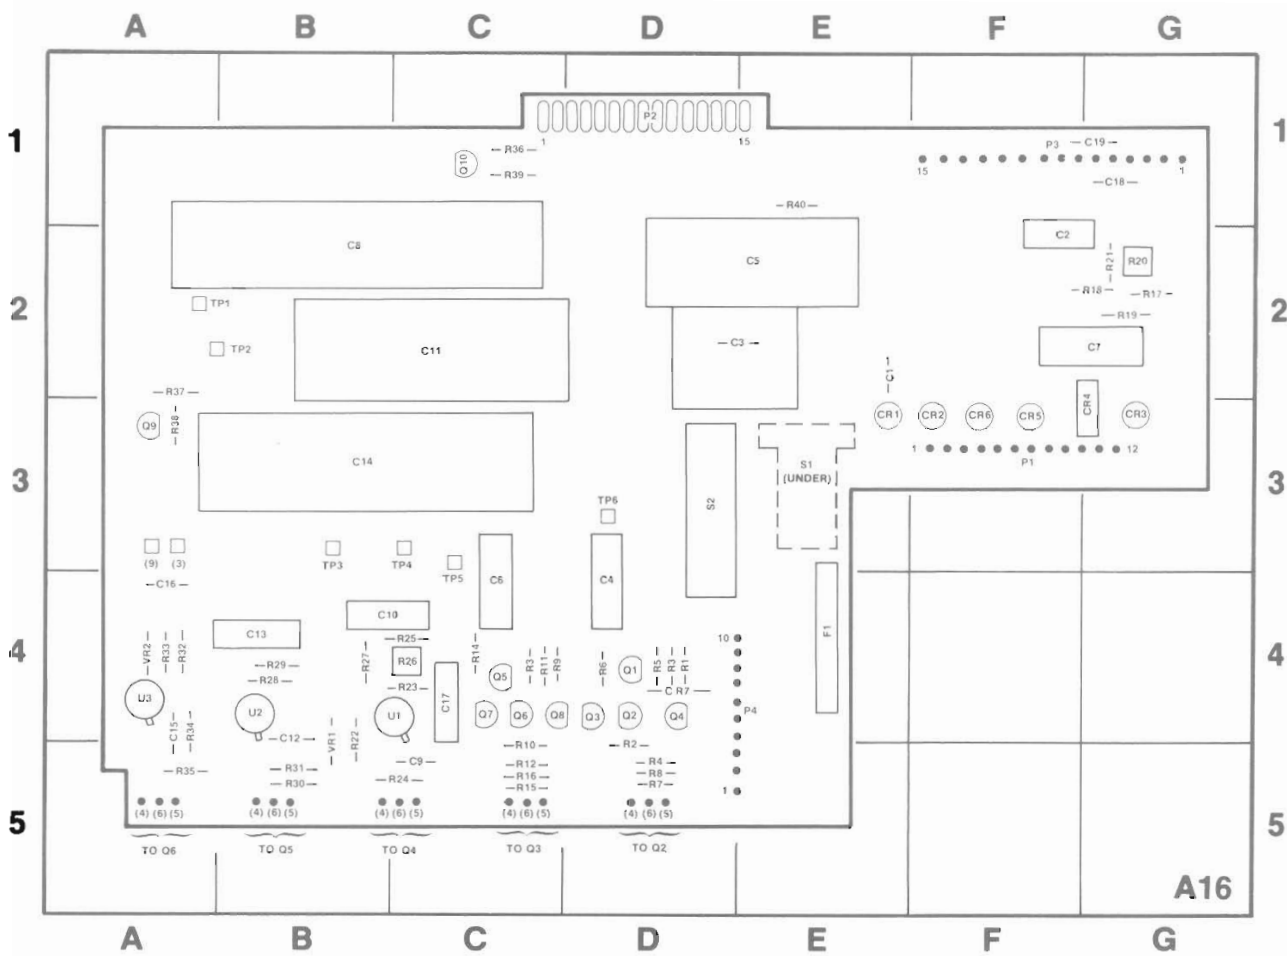 A B C D E F G
1 1
P2
1 15
R36
Q10
R39
P3 C19
15 1
C18
R40
C8
C5
C2
R21
R20
R18 R17
2 2
TP1
R19
TP2
C11
C3
C7
C1
R37
R38
Q9
CR1 CR2 CR6 CR5 CR4 CR3
1 12
P1
C14
S1
(UNDER)
3 3
S2
TP6
(9) (3)
TP3 TP4 TP5
C16
C6
C4
C10
C13
F1
10
4 4
VR2 R33 R32
R29
R28
R27
R25
R26
R23
R14
Q5
R3 R11 R9
R6
Q1
R5 R3 R1
C R7
U3
U2
U1
C17
Q7 Q6 Q8 Q3 Q2 Q4
P4
C15 R34
C12
VR1 R22
R10
R2
R35
R31
R30
C9
R24
R12
R16
R15
R4
R8
R7
1
(4) (6) (5) (4) (6) (5) (4) (6) (5) (4) (6) (5) (4) (6) (5)
5 5
TO Q6 TO Q5 TO Q4 TO Q3 TO Q2
A16
A B C D E F G